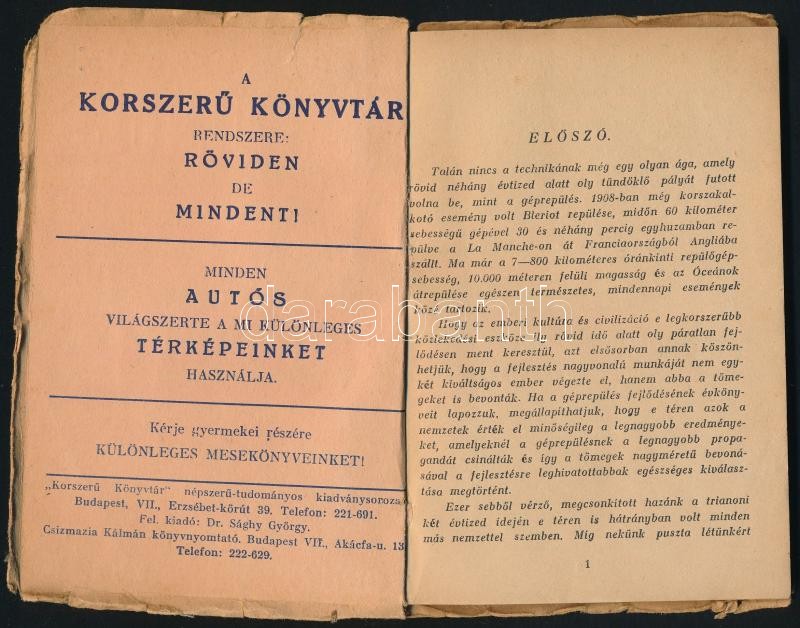 A
KORSZERŰ KÖNYVTÁR
RENDSZERE:
RÖVIDEN
DE
MINDENT!
MINDEN
AUTÓS
VILÁGSZERTE A MI KÜLÖNLEGES
TÉRKÉPEINKET
HASZNÁLJA.
Kérje gyermekei részére
KÜLÖNLEGES MESEKÖNYVEINKET!
„Korszerű Könyvtár" népszerű-tudományos kiadványsoroza
Budapest, VII., Erzsébet-körút 39. Telefon: 221-691.
Fel. kiadó: Dr. Sághy György.
Csizmazia Kálmán könyvnyomtató. Budapest VII., Akácfa-u. 13
Telefon: 222-629.
ELŐSZÓ.
Talán nincs a technikának még egy olyan ága, amely
rövid néhány évtized alatt oly tündöklő pályát futott
volna be, mint a géprepülés. 1908-ban még korszakal-
kotó esemény volt Bleriot repülése, midőn 60 kilométer
sebességű gépével 30 és néhány percig egyhuzamban re-
pülve a La Manche-on át Franciaországból Angliába
szállt. Ma már a 7—800 kilométeres óránkinti repülőgép-
sebesség, 10.000 méteren felüli magasság és az Óceánok
átrepülése egészen természetes, mindennapi események
közé tartozik.
Hogy az emberi kultúra és civilizáció e legkorszerűbb
közlekedési eszköze ily rövid idő alatt oly páratlan fej-
lődésen ment keresztül, azt elsősorban annak köszön-
hetjük, hogy a fejlesztés nagyvonalú munkáját nem egy-
két kiváltságos ember végezte el, hanem abba a töme-
geket is bevonták. Ha a géprepülés fejlődésének évköny-
veit lapozzuk, megállapíthatjuk, hogy e téren azok a
nemzetek értek el minőségileg a legnagyobb eredménye-
ket, amelyeknél a géprepülésnek a legnagyobb propa-
gandát csinálták és így a tömegek nagyméretű bevoná-
sával a fejlesztésre leghivatottabbak egészséges kiválasz-
tása megtörtént.
Ezer sebből vérző, megcsonkított hazánk a trianoni
két évtized idején e téren is hátrányban volt minden
más nemzettel szemben. Míg nekünk puszta létünkért
1
darabanth